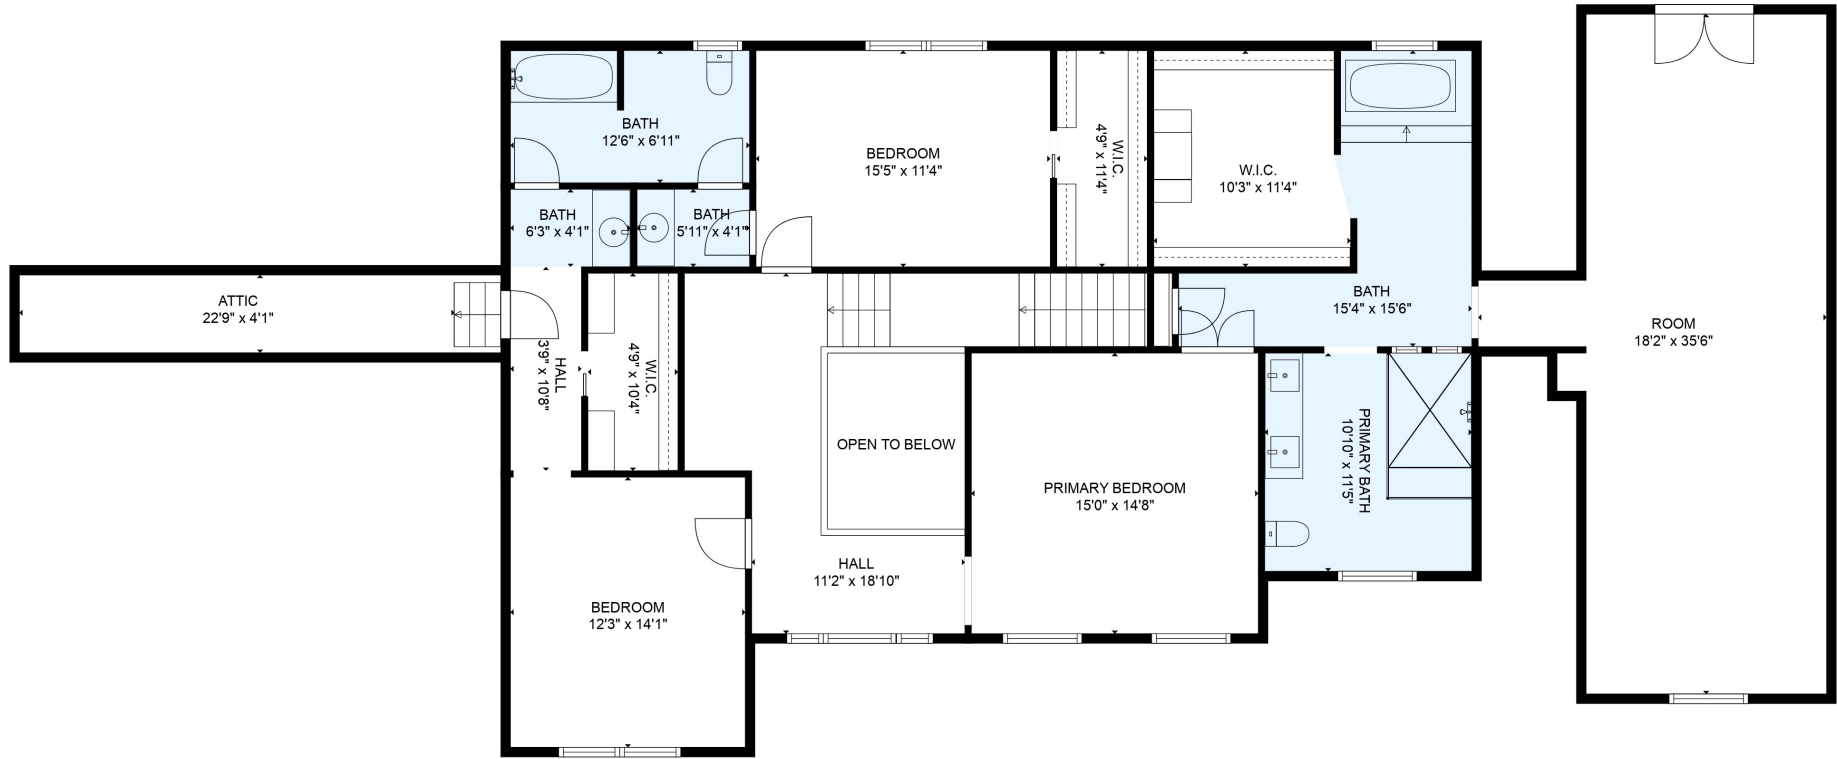 BATH
12'6" x 6'11"
BEDROOM
15'5" x 11'4"
W.I.C.
4'9" x 11'4"
W.I.C.
10'3" x 11'4"
BATH
6'3" x 4'1"
BATH
5'11" x 4'1"
ATTIC
22'9" x 4'1"
BATH
15'4" x 15'6"
ROOM
18'2" x 35'6"
HALL
3'9" x 10'8"
W.I.C.
4'9" x 10'4"
OPEN TO BELOW
PRIMARY BEDROOM
15'0" x 14'8"
PRIMARY BATH
10'10" x 11'5"
HALL
11'2" x 18'10"
BEDROOM
12'3" x 14'1"